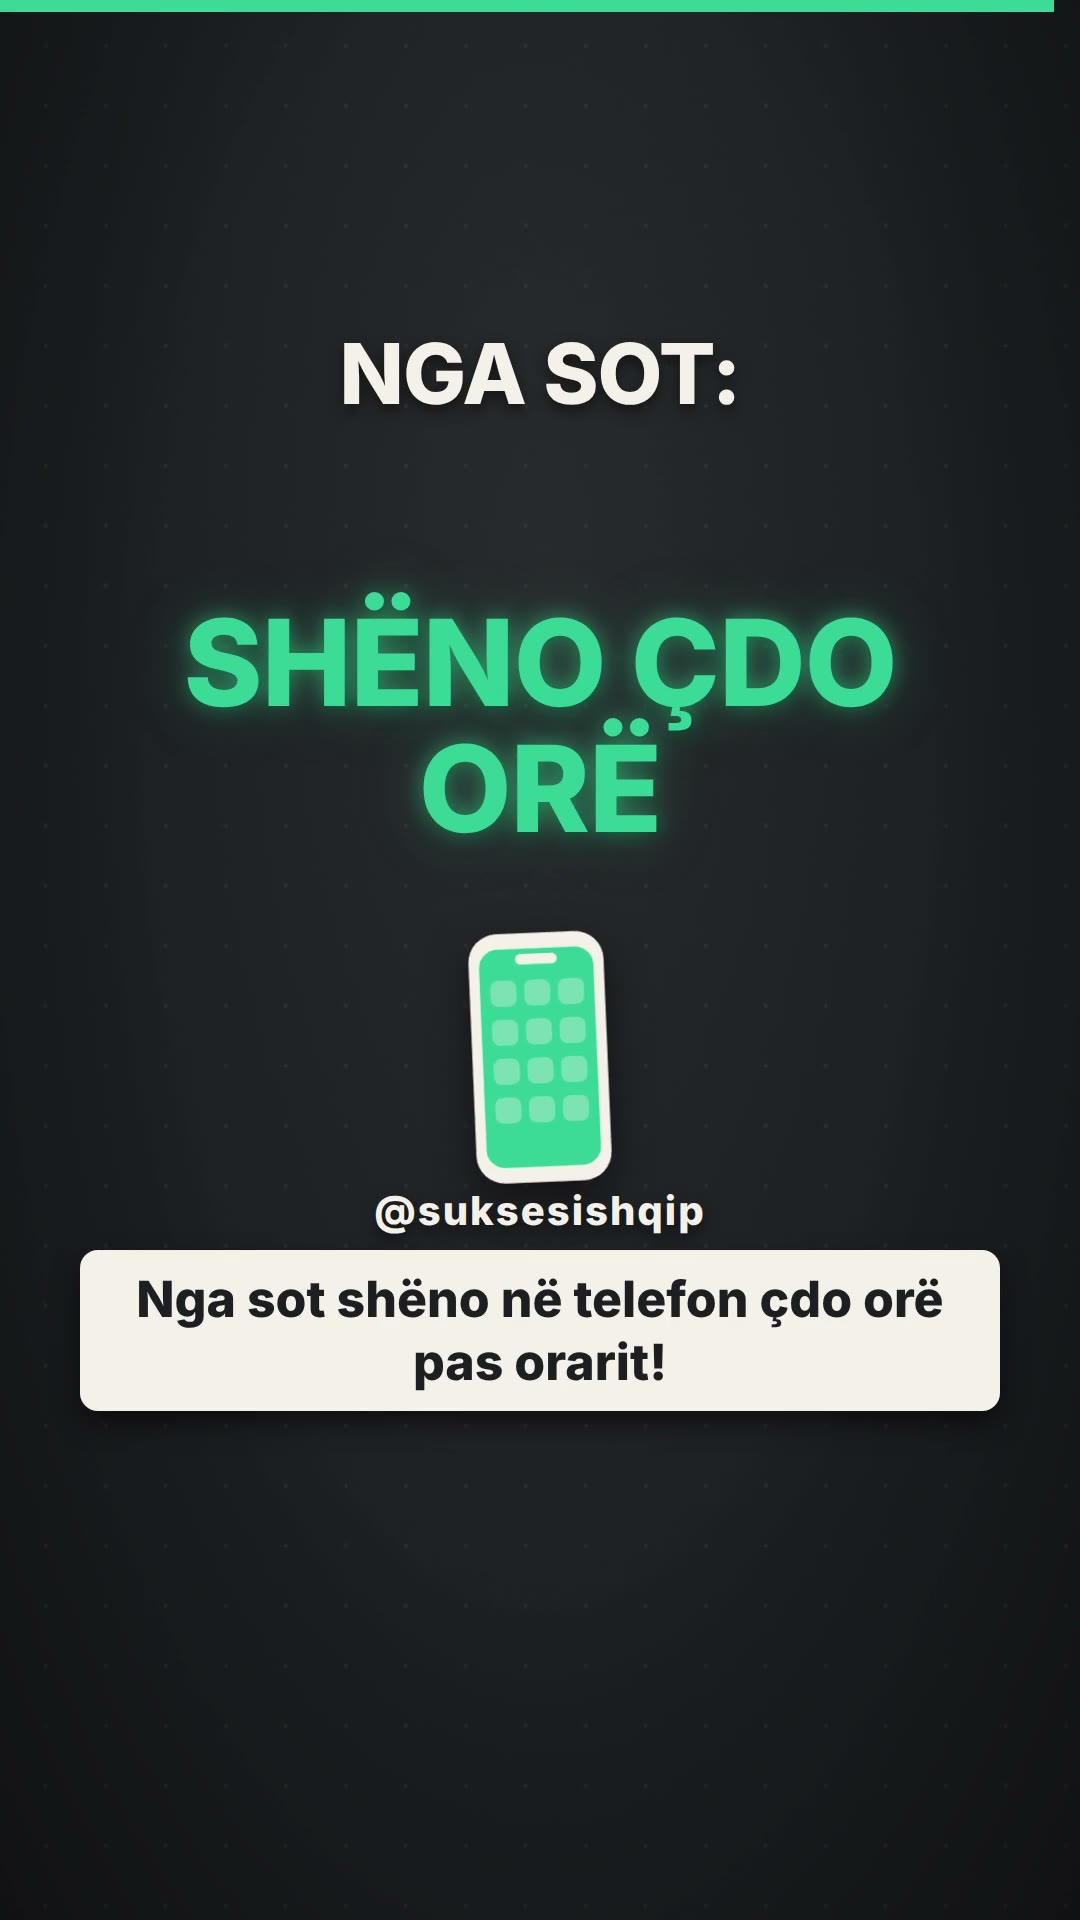 NGA SOT:
SHËNO ÇDO
ORË
@suksesishqip
Nga sot shëno në telefon çdo orë
pas orarit!